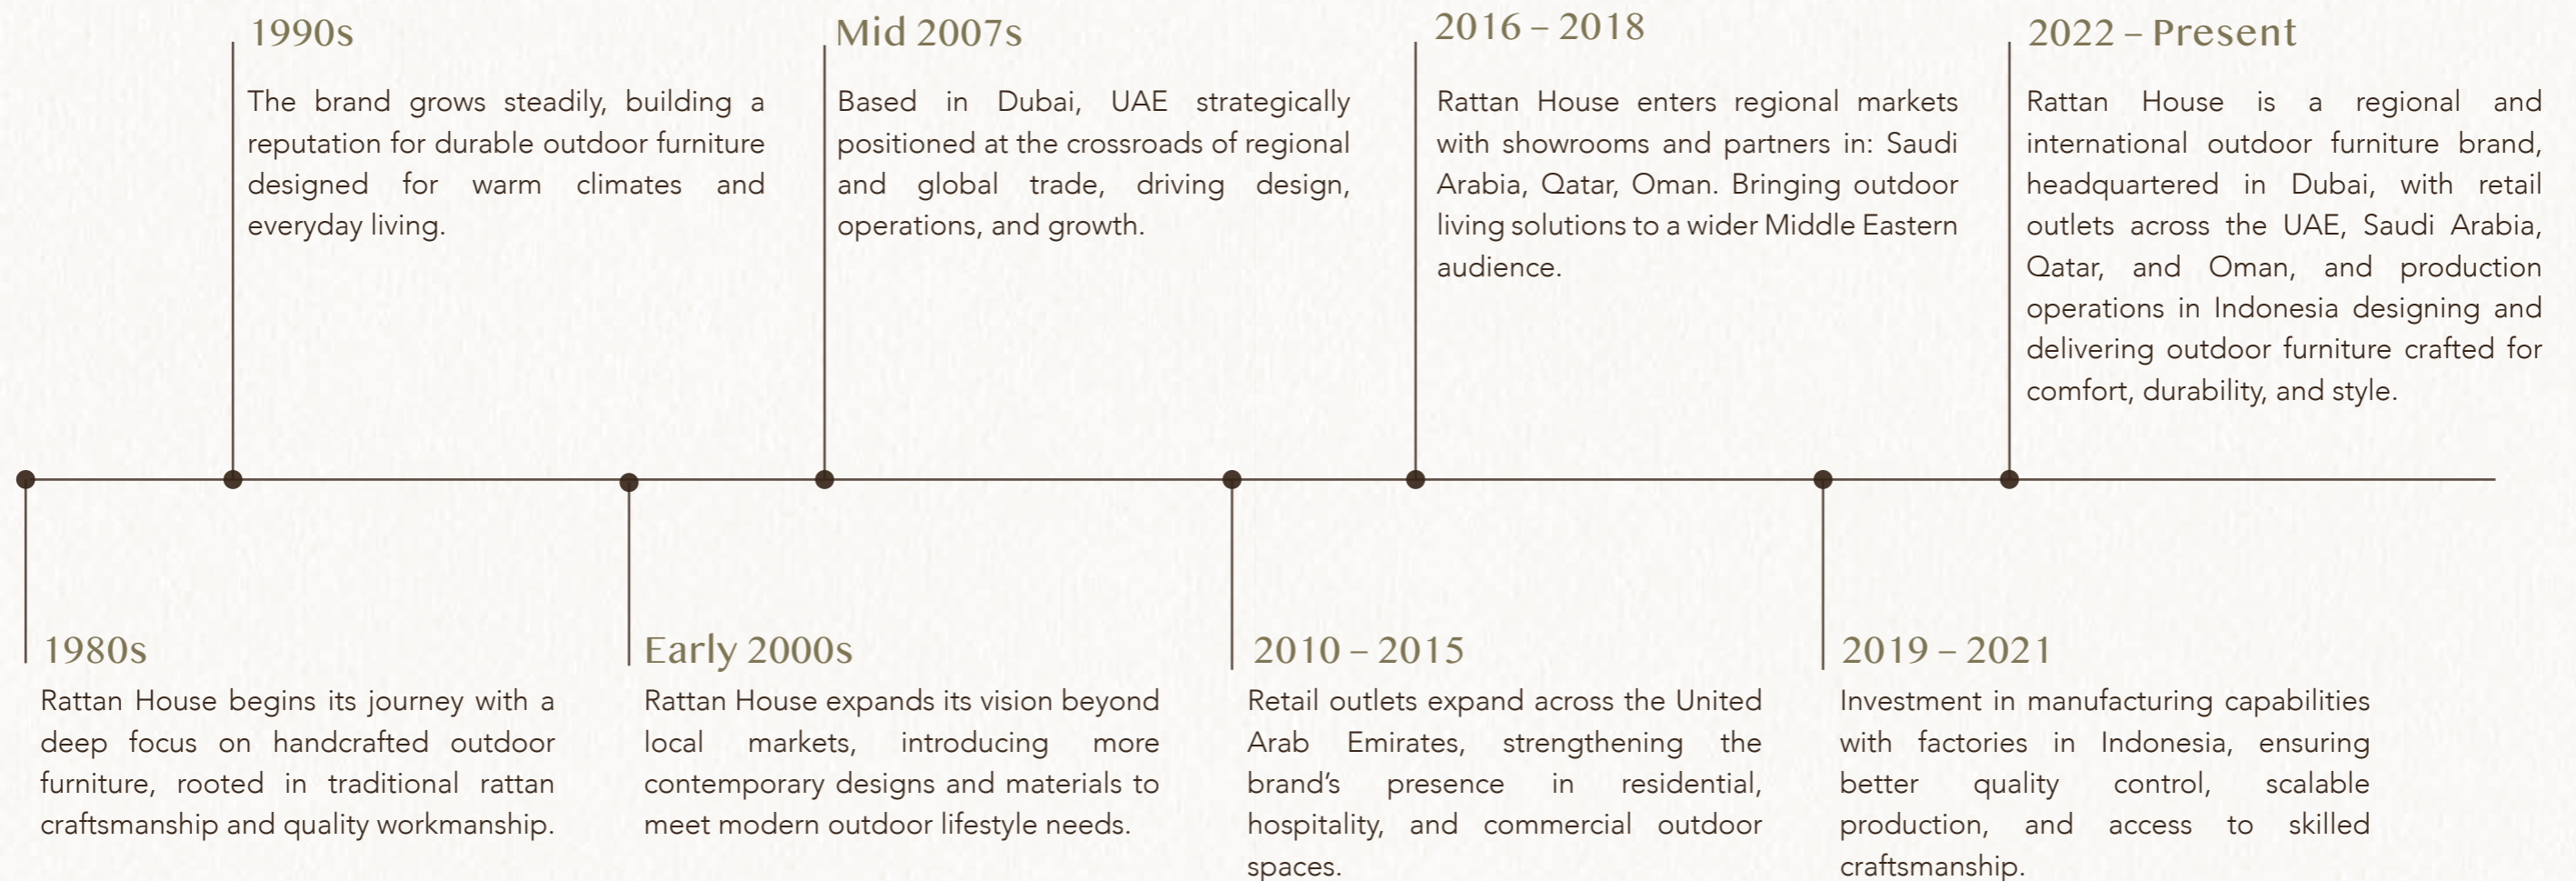 1990s
The brand grows steadily, building a
reputation for durable outdoor furniture
designed for warm climates and
everyday living.
Mid 2007s
Based in Dubai, UAE strategically
positioned at the crossroads of regional
and global trade, driving design,
operations, and growth.
2016 – 2018
Rattan House enters regional markets
with showrooms and partners in: Saudi
Arabia, Qatar, Oman. Bringing outdoor
living solutions to a wider Middle Eastern
audience.
2022 – Present
Rattan House is a regional and
international outdoor furniture brand,
headquartered in Dubai, with retail
outlets across the UAE, Saudi Arabia,
Qatar, and Oman, and production
operations in Indonesia designing and
delivering outdoor furniture crafted for
comfort, durability, and style.
1980s
Rattan House begins its journey with a
deep focus on handcrafted outdoor
furniture, rooted in traditional rattan
craftsmanship and quality workmanship.
Early 2000s
Rattan House expands its vision beyond
local markets, introducing more
contemporary designs and materials to
meet modern outdoor lifestyle needs.
2010 – 2015
Retail outlets expand across the United
Arab Emirates, strengthening the
brand’s presence in residential,
hospitality, and commercial outdoor
spaces.
2019 – 2021
Investment in manufacturing capabilities
with factories in Indonesia, ensuring
better quality control, scalable
production, and access to skilled
craftsmanship.